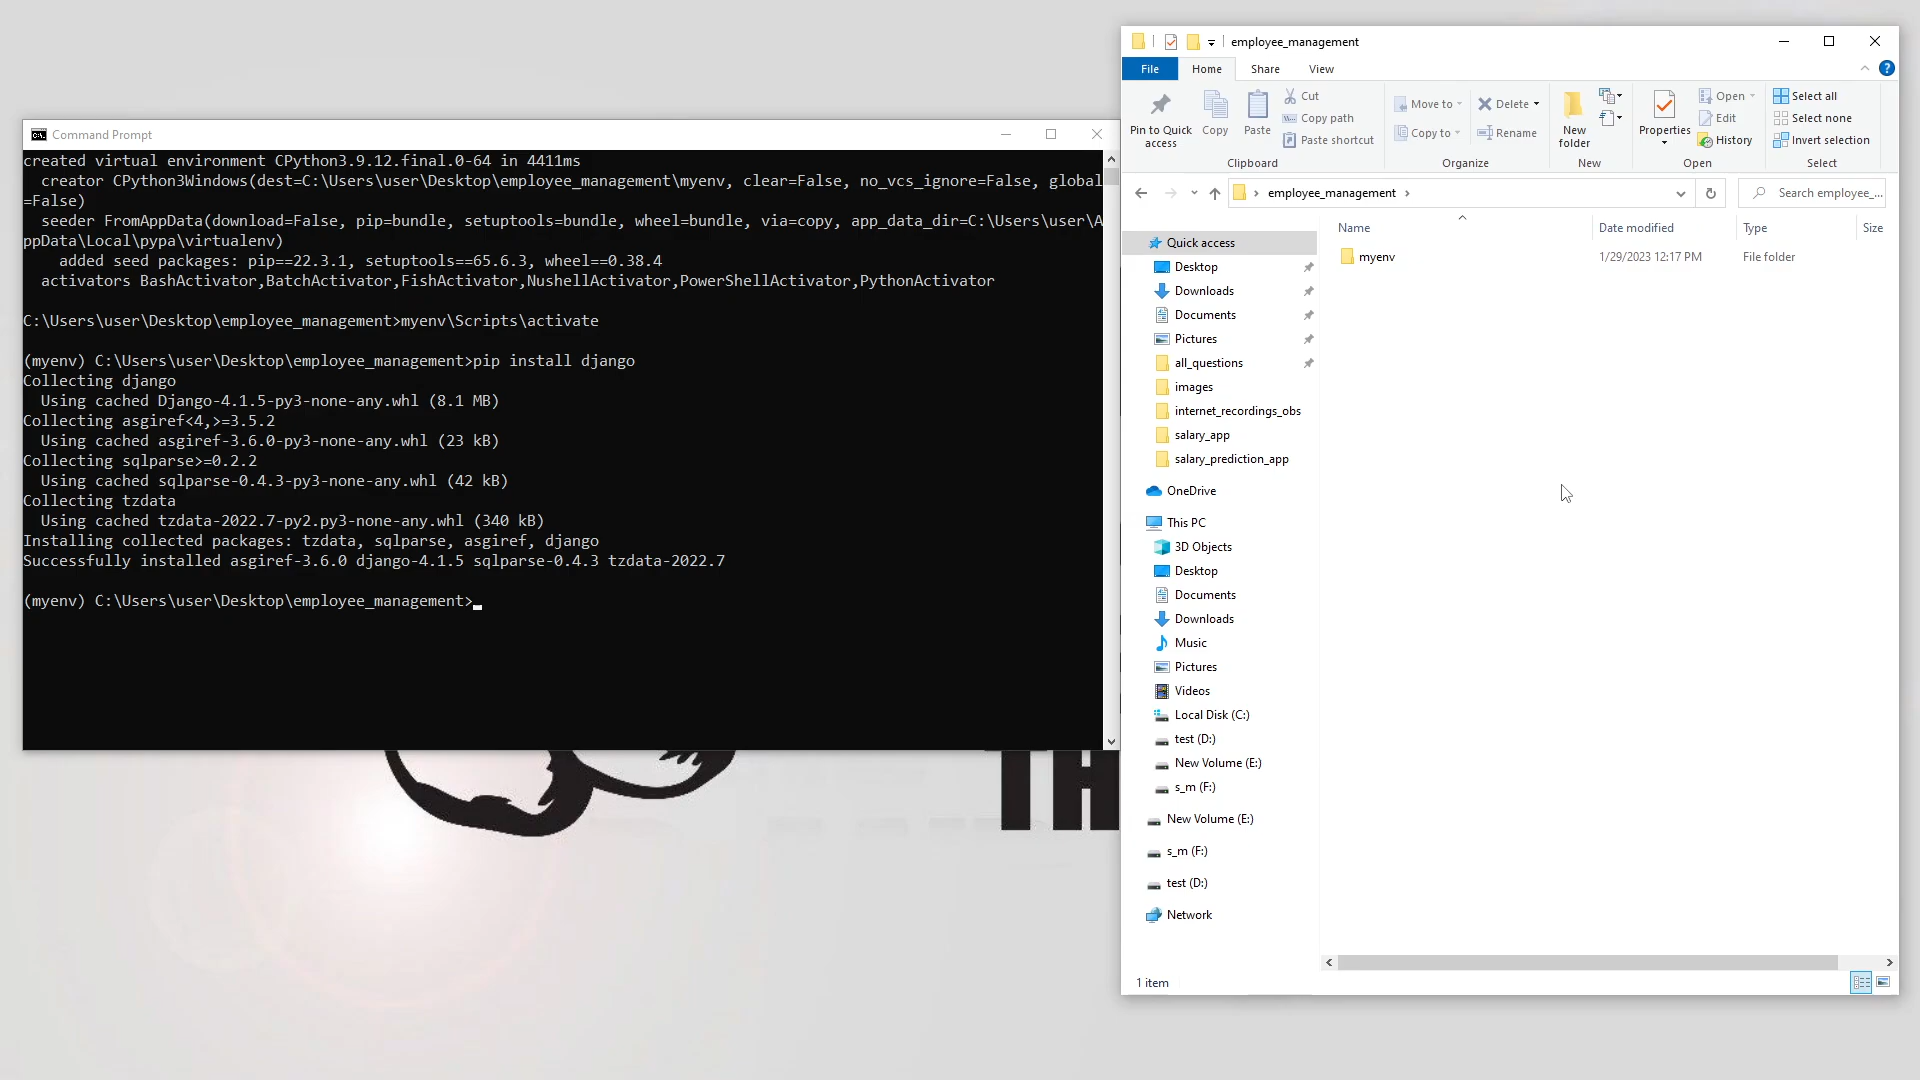 Command Prompt
created virtual environment CPython3.9.12.final.0-64 in 4411ms
creator CPython3Windows(dest=C:\Users\user\Desktop\employee_management\myenv, clear=False, no_vcs_ignore=False, global
=False)
seeder FromAppData(download=False, pip=bundle, setuptools=bundle, wheel=bundle, via=copy, app_data_dir=C:\Users\user\A
ppData\Local\pypa\virtualenv)
added seed packages: pip==22.3.1, setuptools==65.6.3, wheel==0.38.4
activators BashActivator,BatchActivator,FishActivator,NushellActivator,PowerShellActivator,PythonActivator
C:\Users\user\Desktop\employee_management>myenv\Scripts\activate
(myenv) C:\Users\user\Desktop\employee_management>pip install django
Collecting django
Using cached Django-4.1.5-py3-none-any.whl (8.1 MB)
Collecting asgiref<4,>=3.5.2
Using cached asgiref-3.6.0-py3-none-any.whl (23 kB)
Collecting sqlparse>=0.2.2
Using cached sqlparse-0.4.3-py3-none-any.whl (42 kB)
Collecting tzdata
Using cached tzdata-2022.7-py2.py3-none-any.whl (340 kB)
Installing collected packages: tzdata, sqlparse, asgiref, django
Successfully installed asgiref-3.6.0 django-4.1.5 sqlparse-0.4.3 tzdata-2022.7
(myenv) C:\Users\user\Desktop\employee_management>
TH
employee_management
File Home Share View
Pin to Quick access
Copy
Paste
Cut
Copy path
Paste shortcut
Clipboard
Move to
Copy to
Delete
Rename
Organize
New folder
New
Properties
Open
Edit
History
Open
Select all
Select none
Invert selection
Select
employee_management
Search employee_...
Name Date modified Type Size
myenv 1/29/2023 12:17 PM File folder
Quick access
Desktop
Downloads
Documents
Pictures
all_questions
images
internet_recordings_obs
salary_app
salary_prediction_app
OneDrive
This PC
3D Objects
Desktop
Documents
Downloads
Music
Pictures
Videos
Local Disk (C:)
test (D:)
New Volume (E:)
s_m (F:)
New Volume (E:)
s_m (F:)
test (D:)
Network
1 item